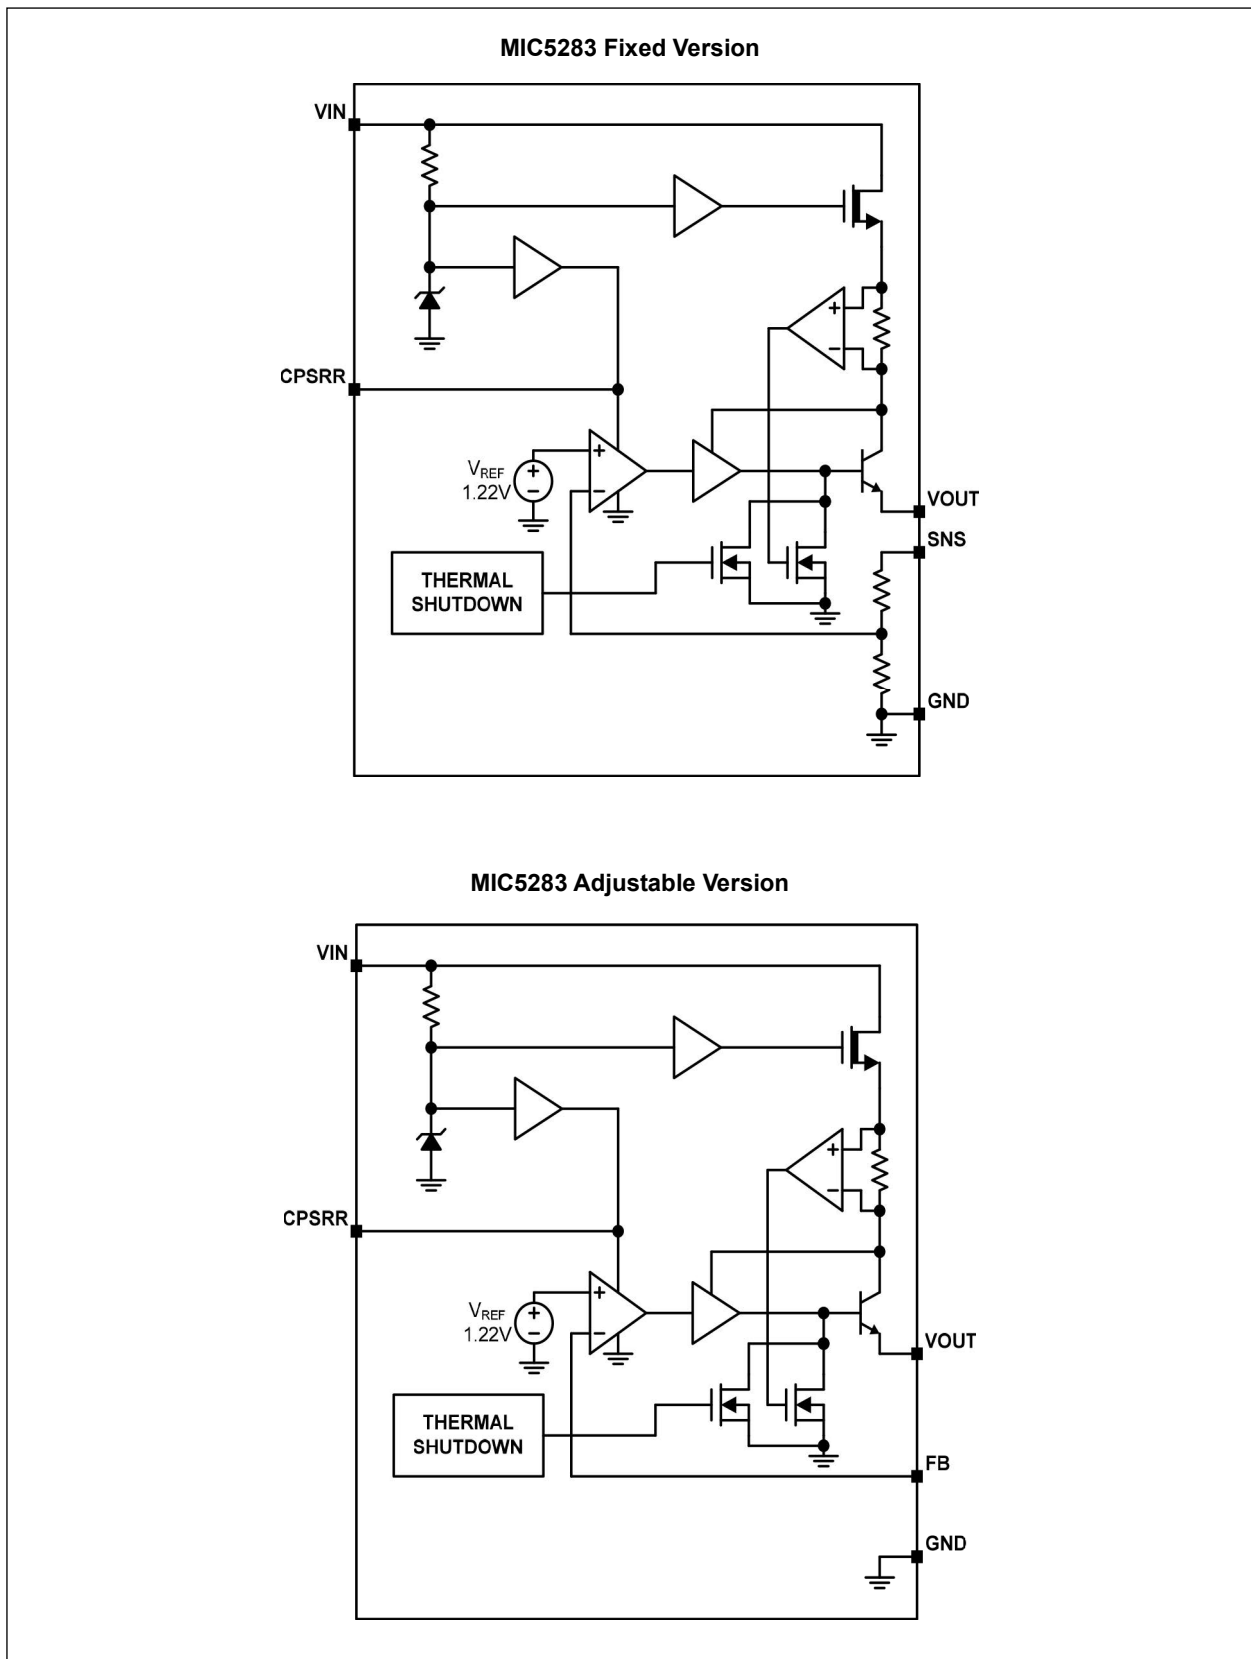 MIC5283 Fixed Version
VIN
CPSRR
+
−
+
−
VREF
1.22V
+
−
VOUT
SNS
THERMAL
SHUTDOWN
GND
MIC5283 Adjustable Version
VIN
CPSRR
+
−
+
−
VREF
1.22V
+
−
VOUT
THERMAL
SHUTDOWN
FB
GND